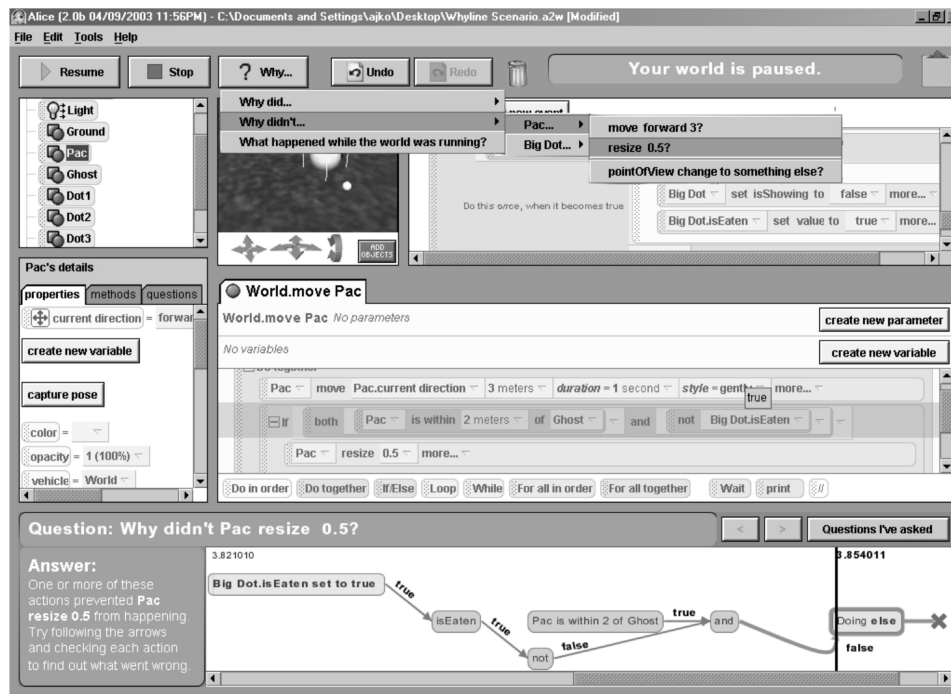 Alice (2.0b 04/09/2003 11:56PM) - C:\Documents and Settings\ajko\Desktop\Whyline Scenario.a2w [Modified]
File Edit Tools Help
Resume Stop ? Why... Undo Redo Your world is paused.
Why did...
Why didn't...
What happened while the world was running?
Pac...
Big Dot...
move forward 3?
resize 0.5?
pointOfView change to something else?
Light
Ground
Pac
Ghost
Dot1
Dot2
Dot3
ADD OBJECTS
new event
Do this once, when it becomes true
Big Dot set isShowing to false more...
Big Dot.isEaten set value to true more...
Pac's details
properties methods questions
current direction = forwar
create new variable
capture pose
color =
opacity = 1 (100%)
vehicle = World
World.move Pac
World.move Pac No parameters create new parameter
No variables create new variable
Do together
Pac move Pac.current direction 3 meters duration = 1 second style = gently more...
true
If both Pac is within 2 meters of Ghost and not Big Dot.isEaten
Pac resize 0.5 more...
Do in order Do together If/Else Loop While For all in order For all together Wait print //
Question: Why didn't Pac resize 0.5? < > Questions I've asked
Answer:
One or more of these
actions prevented Pac
resize 0.5 from happening.
Try following the arrows
and checking each action
to find out what went wrong.
3.821010 3.854011
Big Dot.isEaten set to true true
isEaten true Pac is within 2 of Ghost true and Doing else
not false false